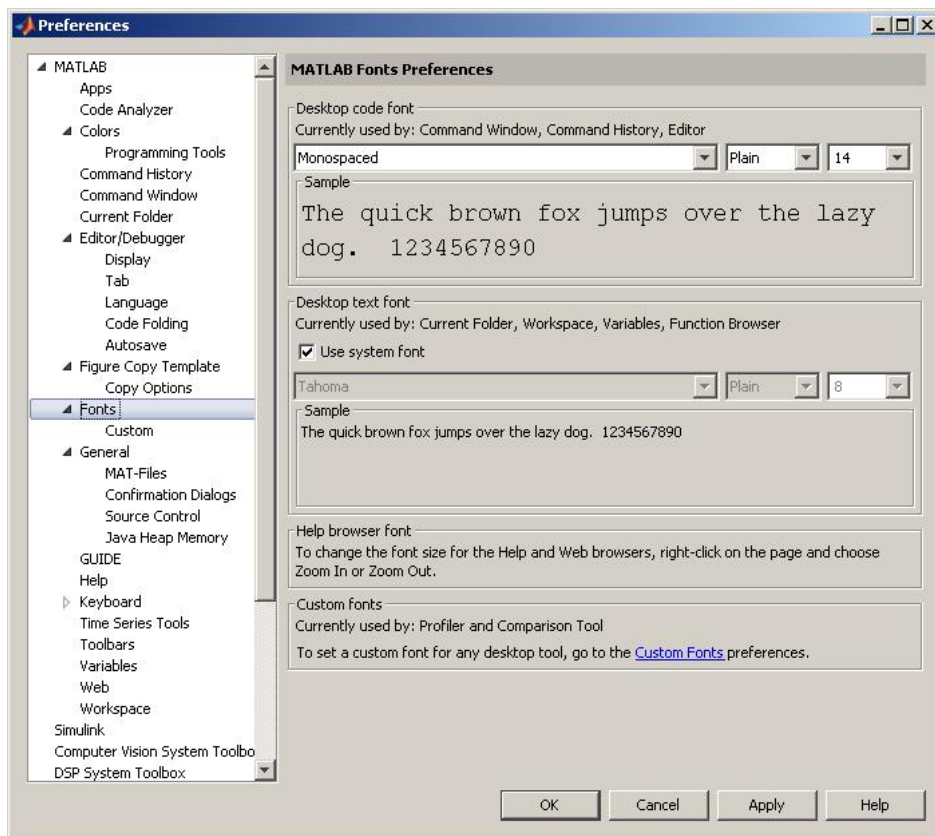 Preferences
MATLAB
Apps
Code Analyzer
Colors
Programming Tools
Command History
Command Window
Current Folder
Editor/Debugger
Display
Tab
Language
Code Folding
Autosave
Figure Copy Template
Copy Options
Fonts
Custom
General
MAT-Files
Confirmation Dialogs
Source Control
Java Heap Memory
GUIDE
Help
Keyboard
Time Series Tools
Toolbars
Variables
Web
Workspace
Simulink
Computer Vision System Toolbo
DSP System Toolbox
MATLAB Fonts Preferences
Desktop code font
Currently used by: Command Window, Command History, Editor
Monospaced Plain 14
Sample
The quick brown fox jumps over the lazy
dog. 1234567890
Desktop text font
Currently used by: Current Folder, Workspace, Variables, Function Browser
Use system font
Tahoma Plain 8
Sample
The quick brown fox jumps over the lazy dog. 1234567890
Help browser font
To change the font size for the Help and Web browsers, right-click on the page and choose
Zoom In or Zoom Out.
Custom fonts
Currently used by: Profiler and Comparison Tool
To set a custom font for any desktop tool, go to the Custom Fonts preferences.
OK Cancel Apply Help